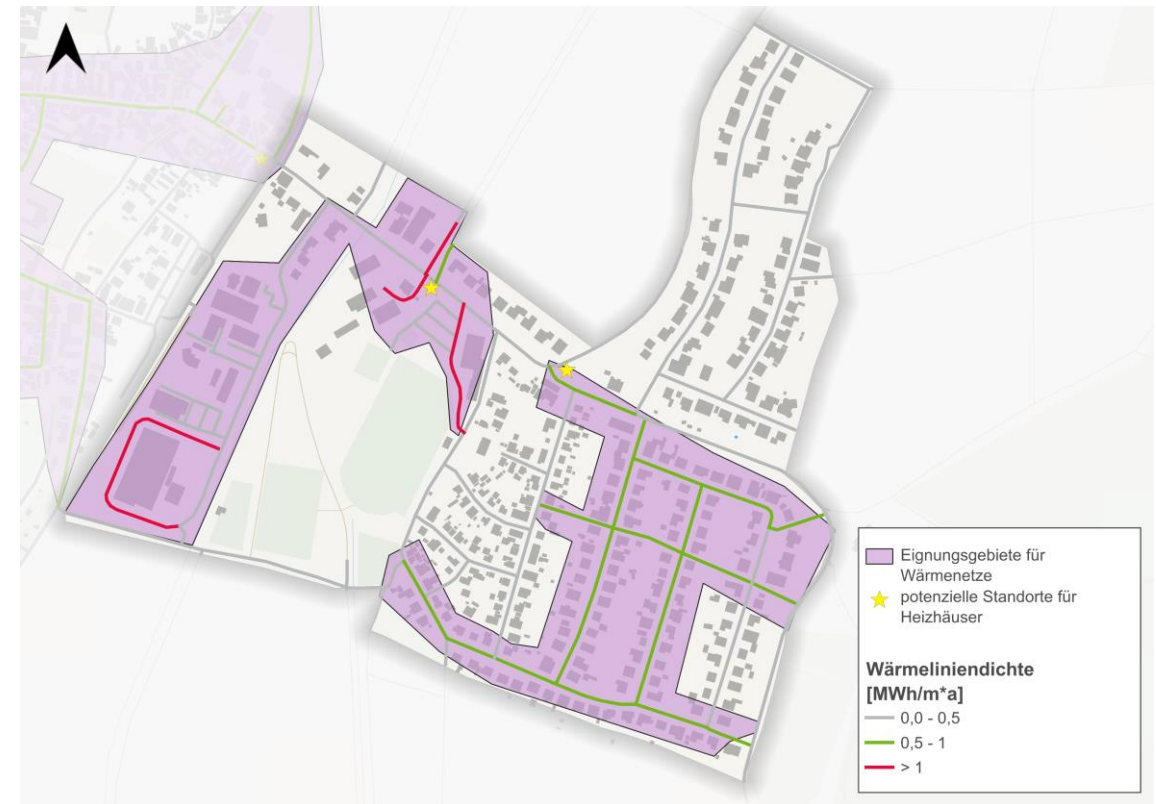 Eignungsgebiete für
Wärmenetze
potenzielle Standorte für
Heizhäuser
Wärmeliniendichte
[MWh/m*a]
0,0 - 0,5
0,5 - 1
> 1